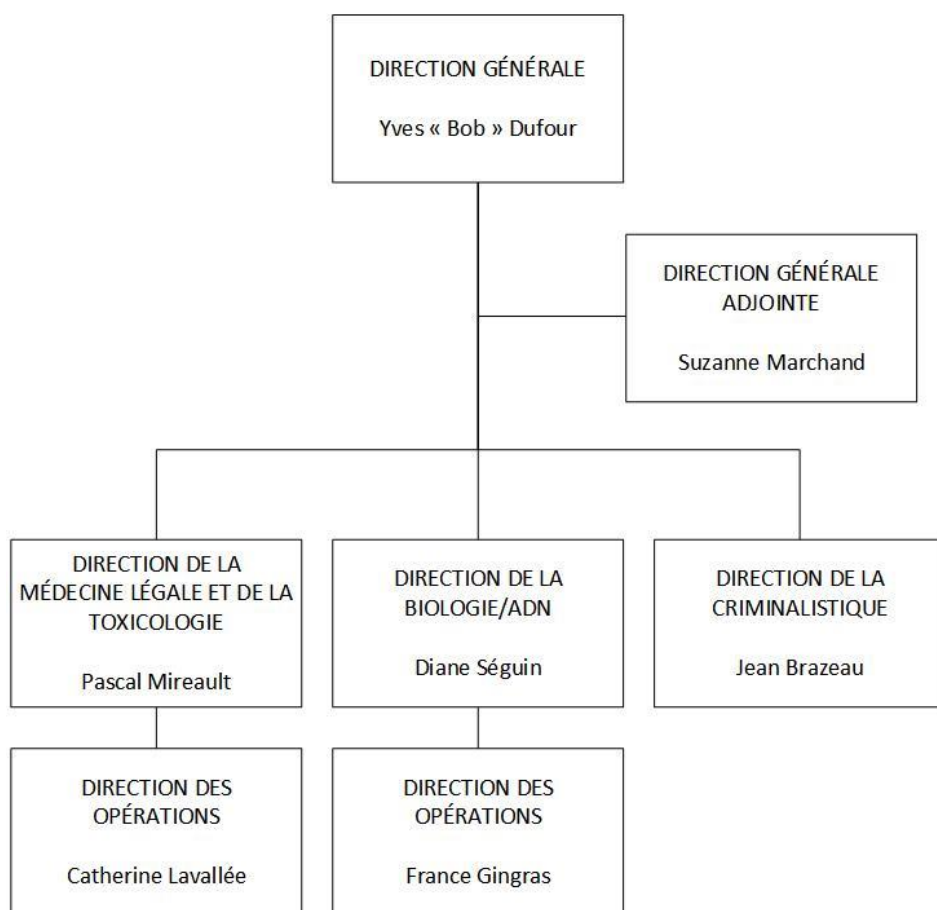 DIRECTION GÉNÉRALE
Yves « Bob » Dufour
DIRECTION GÉNÉRALE
ADJOINTE
Suzanne Marchand
DIRECTION DE LA
MÉDECINE LÉGALE ET DE LA
TOXICOLOGIE
Pascal Mireault
DIRECTION DE LA
BIOLOGIE/ADN
Diane Séguin
DIRECTION DE LA
CRIMINALISTIQUE
Jean Brazeau
DIRECTION DES
OPÉRATIONS
Catherine Lavallée
DIRECTION DES
OPÉRATIONS
France Gingras